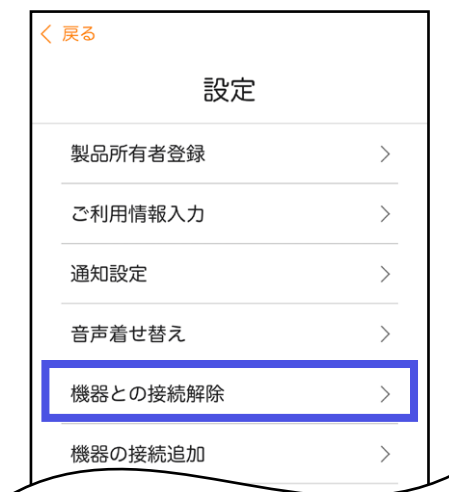 戻る
設定
製品所有者登録
ご利用情報入力
通知設定
音声着せ替え
機器との接続解除
機器の接続追加